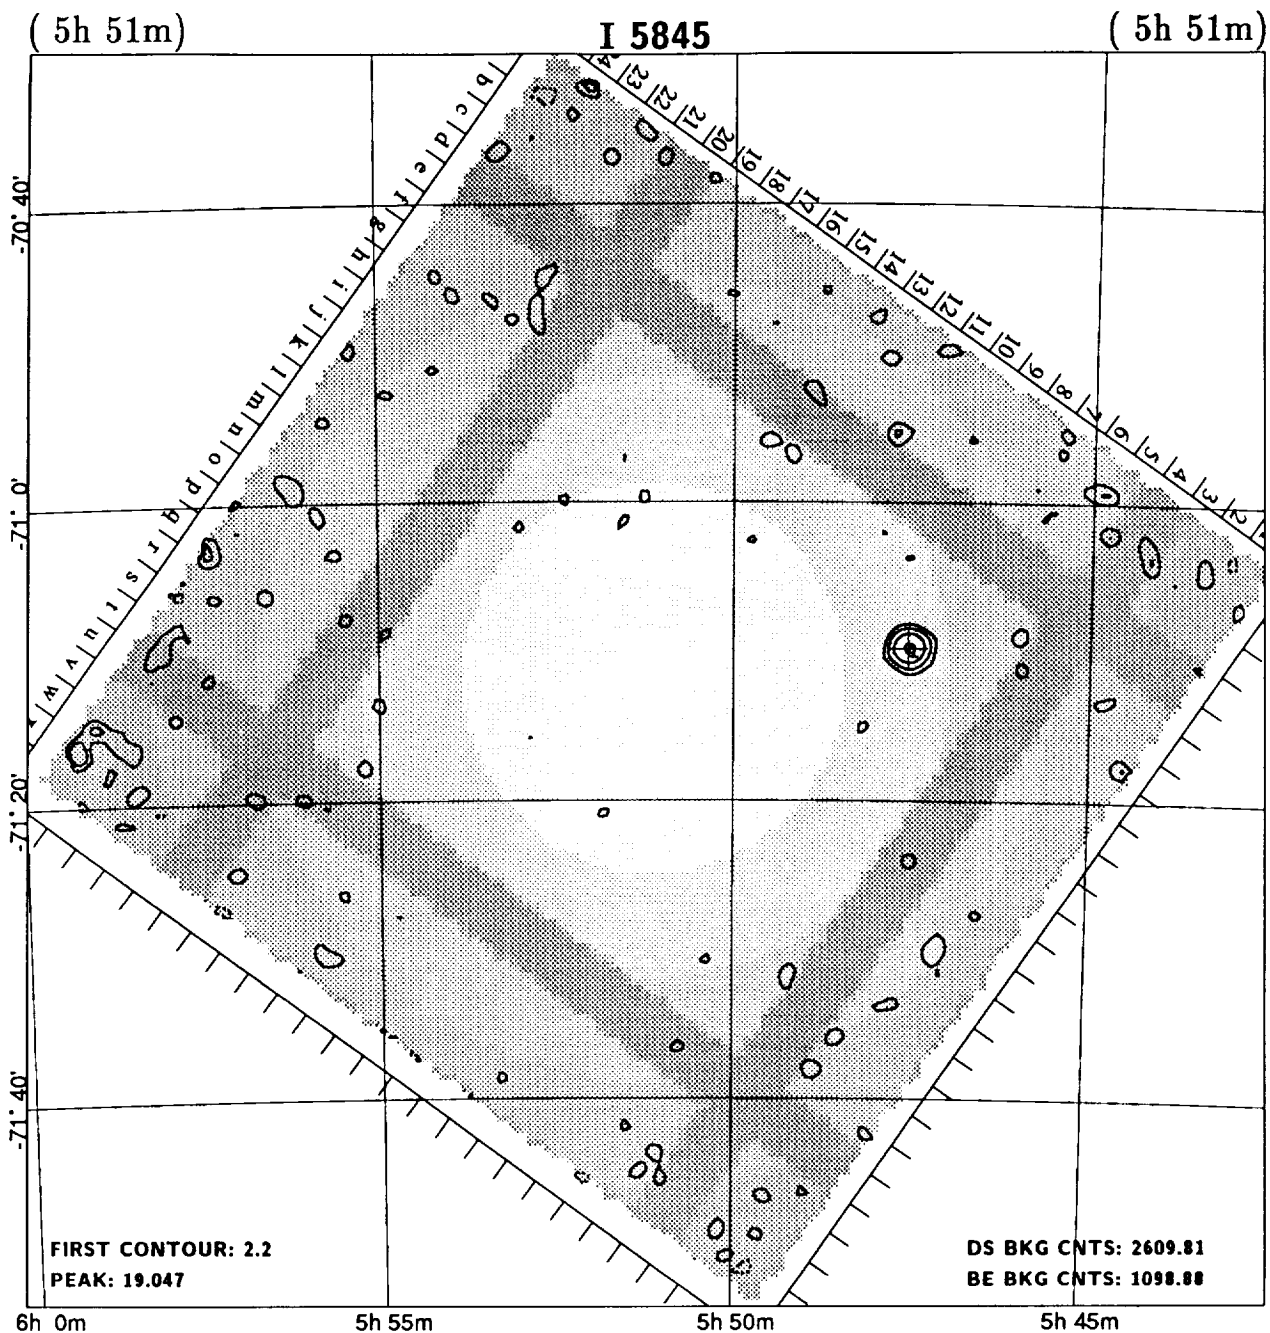 ( 5h 51m)
I 5845
( 5h 51m)
b c d e f g h i j k l m n o p q r s t u v w
23 22 21 20 19 18 17 16 15 14 13 12 11 10 9 8 7 6 5 4 3 2
-70° 40'
-71° 0'
-71° 20'
-71° 40'
FIRST CONTOUR: 2.2
PEAK: 19.047
DS BKG CNTS: 2609.81
BE BKG CNTS: 1098.88
6h 0m
5h 55m
5h 50m
5h 45m